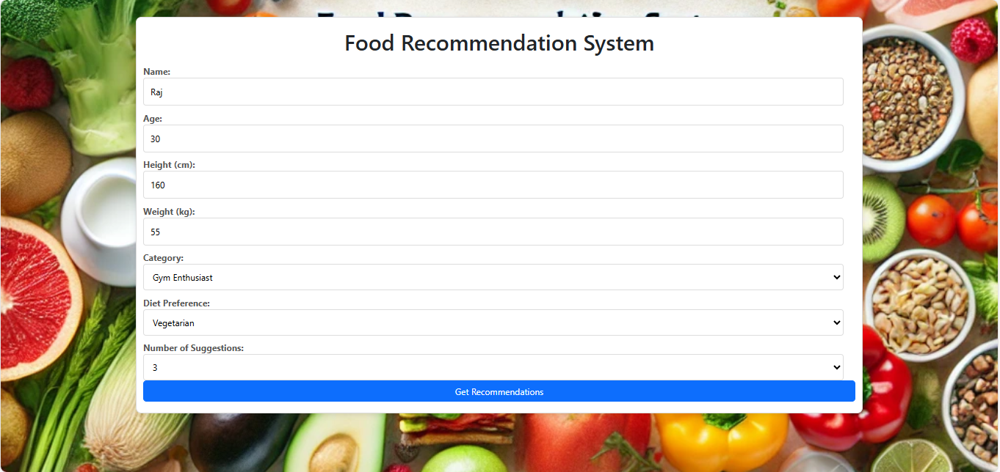 Food Recommendation System
Name:
Raj
Age:
30
Height (cm):
160
Weight (kg):
55
Category:
Gym Enthusiast
Diet Preference:
Vegetarian
Number of Suggestions:
3
Get Recommendations